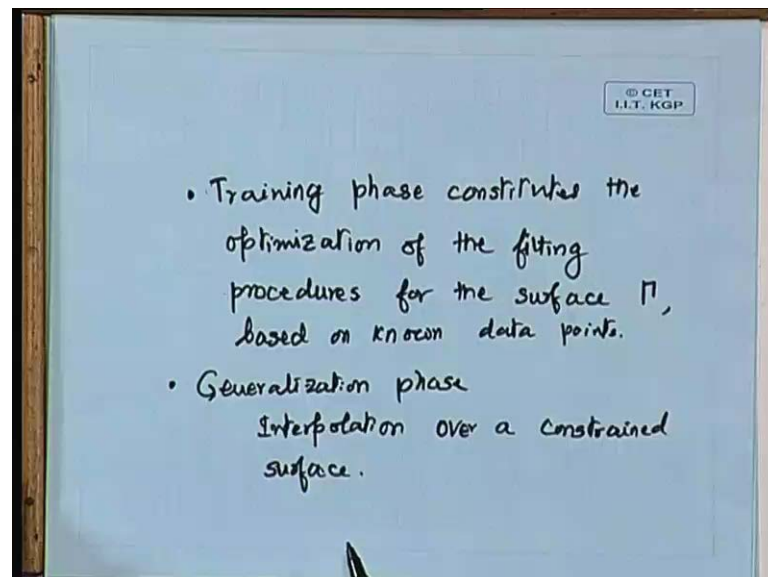 © CET
I.I.T. KGP
• Training phase constitutes the
optimization of the fitting
procedures for the surface Γ,
based on known data points.
• Generalization phase
Interpolation over a constrained
surface.